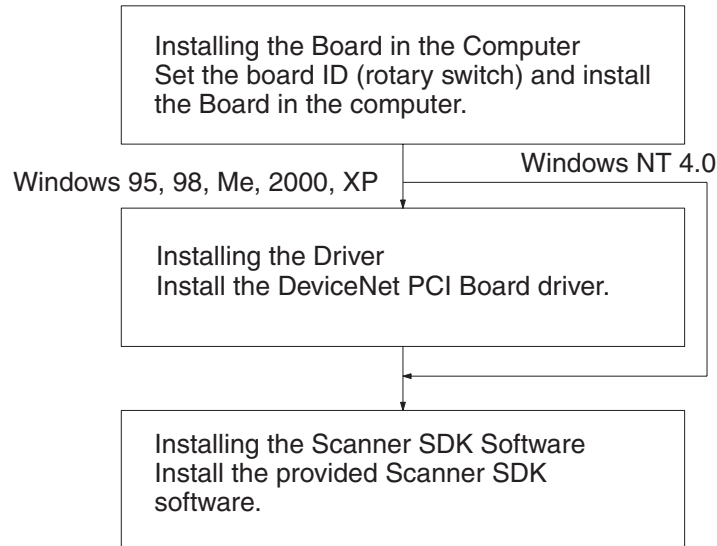 Installing the Board in the Computer
Set the board ID (rotary switch) and install
the Board in the computer.
Windows NT 4.0
Windows 95, 98, Me, 2000, XP
Installing the Driver
Install the DeviceNet PCI Board driver.
Installing the Scanner SDK Software
Install the provided Scanner SDK
software.